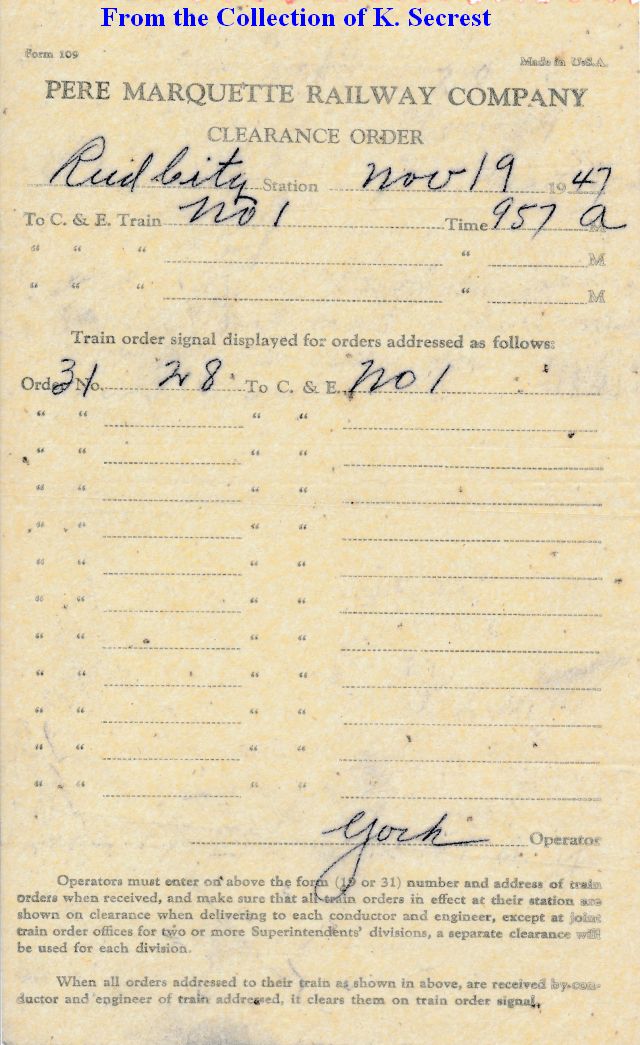 From the Collection of K. Secrest
Form 109 Made in U.S.A.
PERE MARQUETTE RAILWAY COMPANY
CLEARANCE ORDER
Reed City Station Nov 19 1947
To C. & E. Train No 1 Time 957 A M
“ “ “ “ M
“ “ “ “ M
Train order signal displayed for orders addressed as follows:
Order No. 31 28 To C. & E. No 1
“ “ “ “
“ “ “ “
“ “ “ “
“ “ “ “
“ “ “ “
“ “ “ “
“ “ “ “
“ “ “ “
“ “ “ “
“ “ “ “
“ “ “ “
York Operator
Operators must enter on above the form (19 or 31) number and address of train
orders when received, and make sure that all train orders in effect at their station are
shown on clearance when delivering to each conductor and engineer, except at joint
train order offices for two or more Superintendents' divisions, a separate clearance will
be used for each division.
When all orders addressed to their train as shown in above, are received by con-
ductor and engineer of train addressed, it clears them on train order signal.